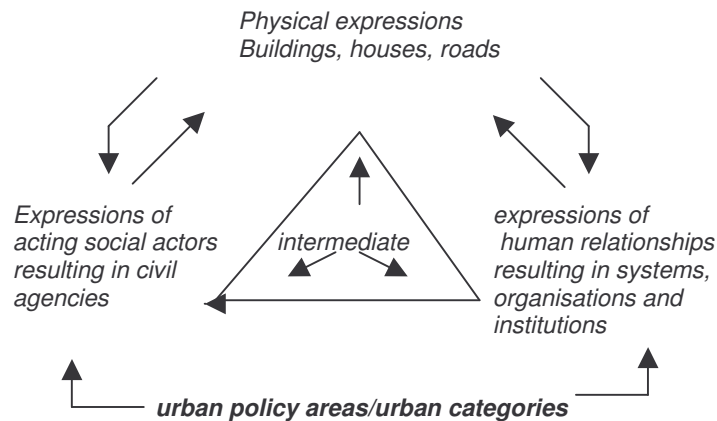 Physical expressions
Buildings, houses, roads
Expressions of
acting social actors
resulting in civil
agencies
intermediate
expressions of
human relationships
resulting in systems,
organisations and
institutions
urban policy areas/urban categories